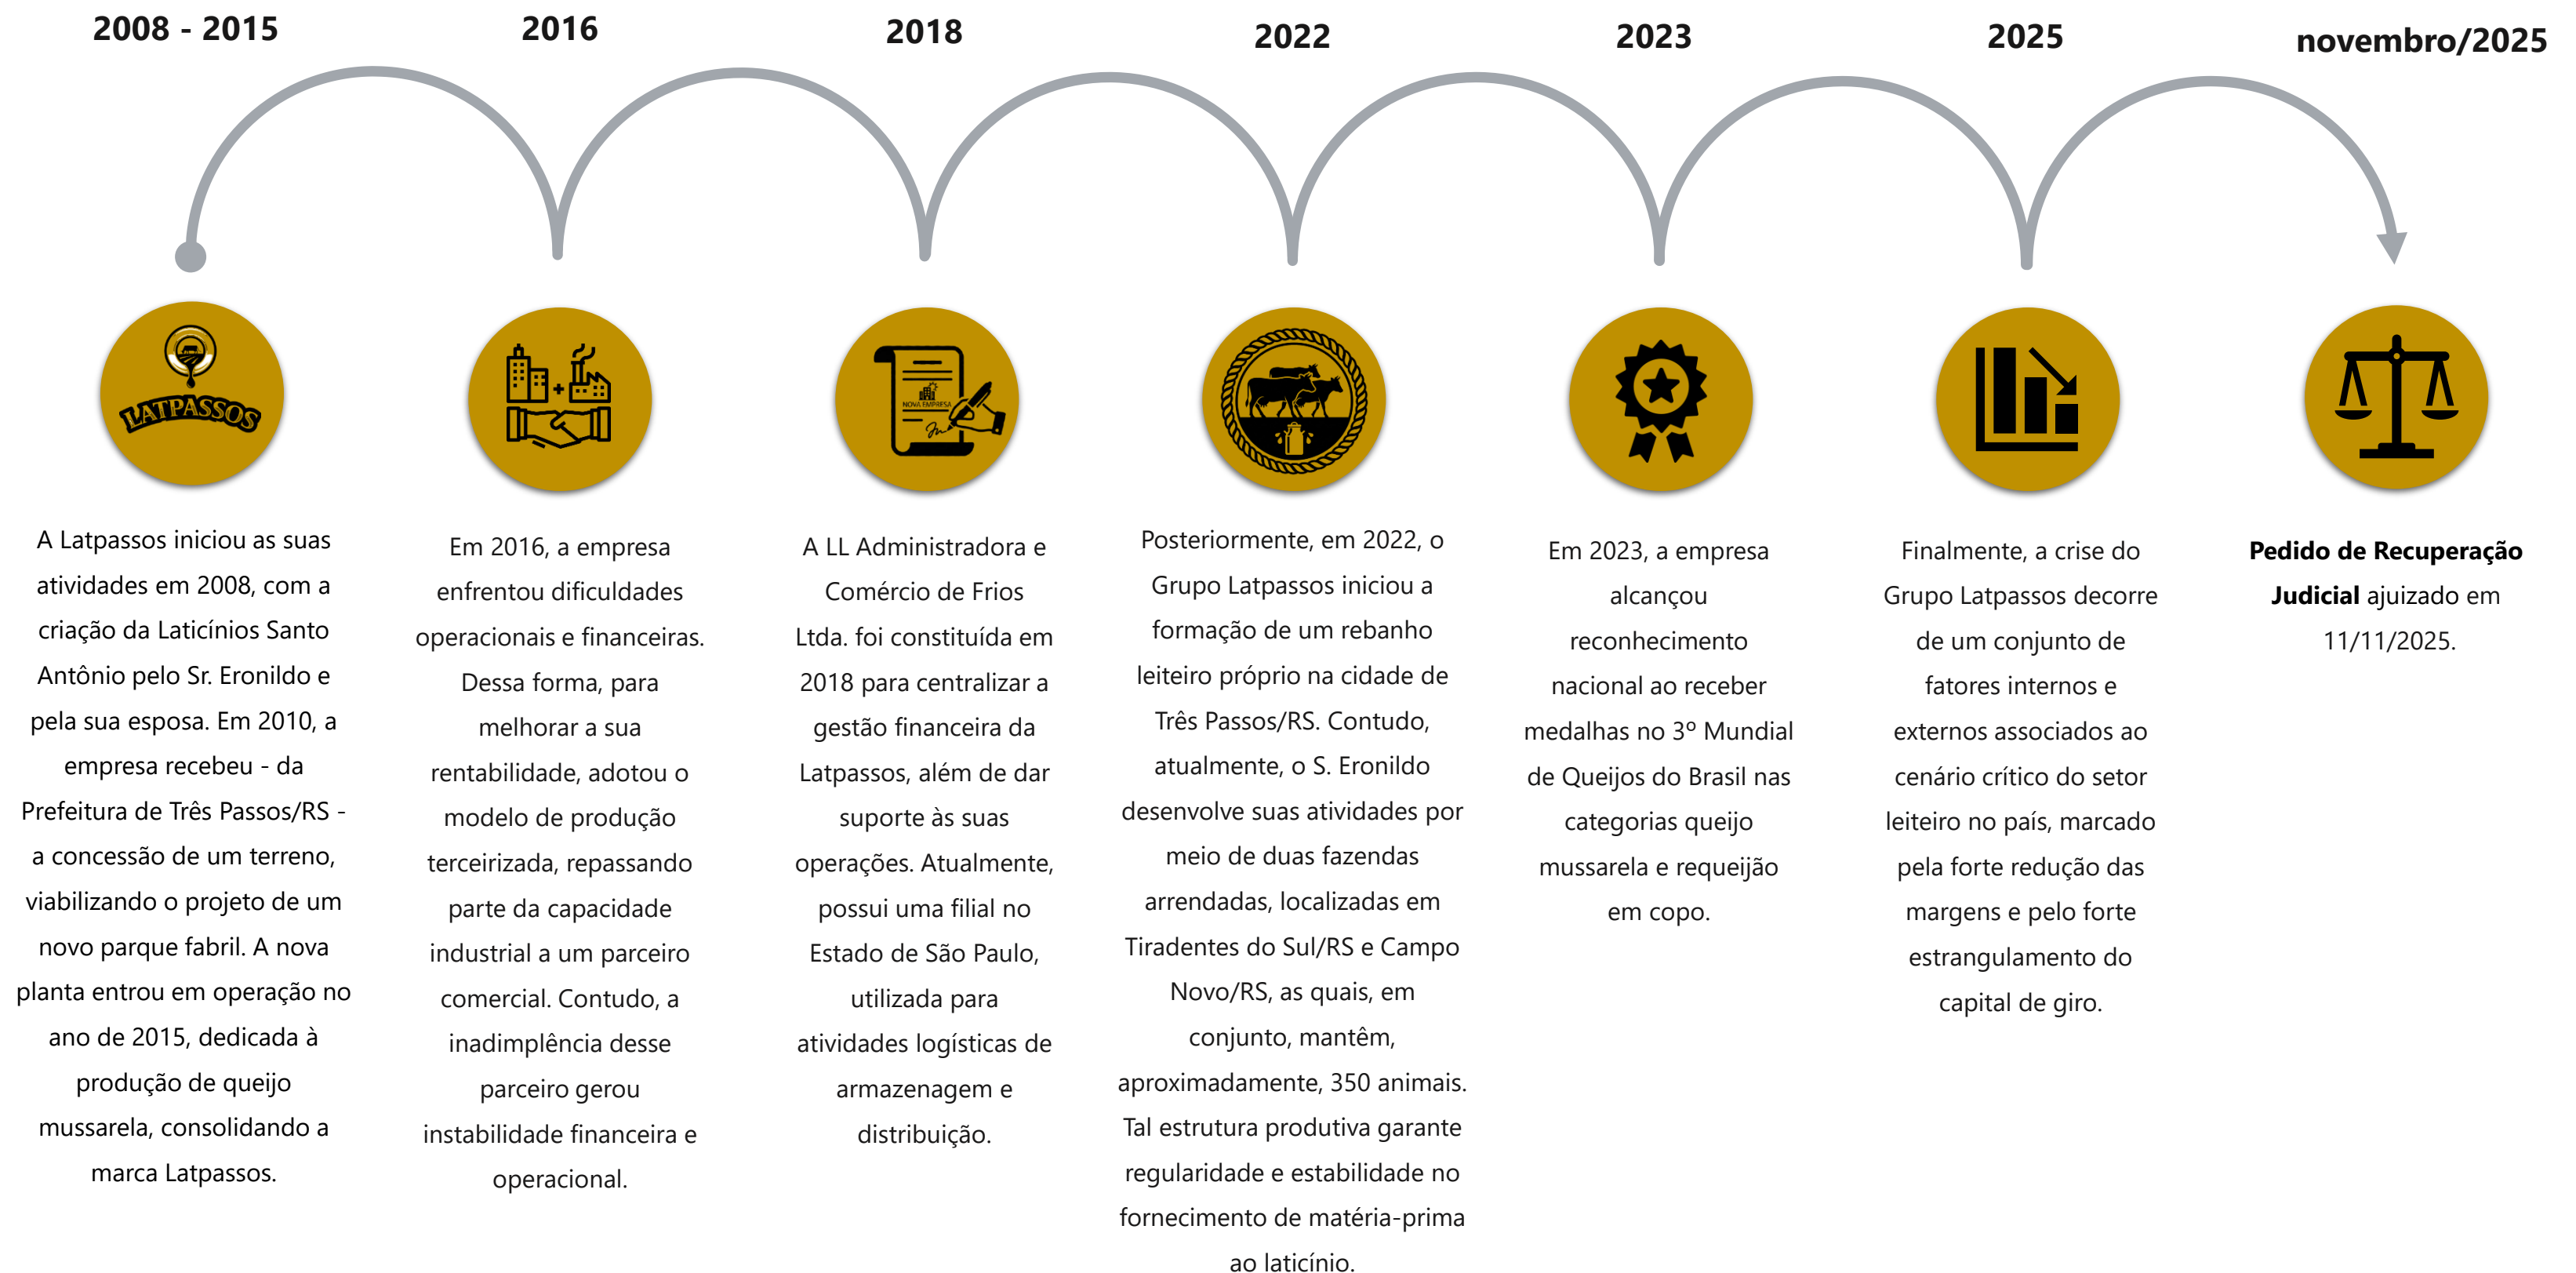 2008 - 2015
2016
2018
2022
2023
2025
novembro/2025
LATPASSOS
NOVA EMPRESA
A Latpassos iniciou as suas
atividades em 2008, com a
criação da Laticínios Santo
Antônio pelo Sr. Eronildo e
pela sua esposa. Em 2010, a
empresa recebeu - da
Prefeitura de Três Passos/RS -
a concessão de um terreno,
viabilizando o projeto de um
novo parque fabril. A nova
planta entrou em operação no
ano de 2015, dedicada à
produção de queijo
mussarela, consolidando a
marca Latpassos.
Em 2016, a empresa
enfrentou dificuldades
operacionais e financeiras.
Dessa forma, para
melhorar a sua
rentabilidade, adotou o
modelo de produção
terceirizada, repassando
parte da capacidade
industrial a um parceiro
comercial. Contudo, a
inadimplência desse
parceiro gerou
instabilidade financeira e
operacional.
A LL Administradora e
Comércio de Frios
Ltda. foi constituída em
2018 para centralizar a
gestão financeira da
Latpassos, além de dar
suporte às suas
operações. Atualmente,
possui uma filial no
Estado de São Paulo,
utilizada para
atividades logísticas de
armazenagem e
distribuição.
Posteriormente, em 2022, o
Grupo Latpassos iniciou a
formação de um rebanho
leiteiro próprio na cidade de
Três Passos/RS. Contudo,
atualmente, o S. Eronildo
desenvolve suas atividades por
meio de duas fazendas
arrendadas, localizadas em
Tiradentes do Sul/RS e Campo
Novo/RS, as quais, em
conjunto, mantêm,
aproximadamente, 350 animais.
Tal estrutura produtiva garante
regularidade e estabilidade no
fornecimento de matéria-prima
ao laticínio.
Em 2023, a empresa
alcançou
reconhecimento
nacional ao receber
medalhas no 3º Mundial
de Queijos do Brasil nas
categorias queijo
mussarela e requeijão
em copo.
Finalmente, a crise do
Grupo Latpassos decorre
de um conjunto de
fatores internos e
externos associados ao
cenário crítico do setor
leiteiro no país, marcado
pela forte redução das
margens e pelo forte
estrangulamento do
capital de giro.
Pedido de Recuperação
Judicial ajuizado em
11/11/2025.